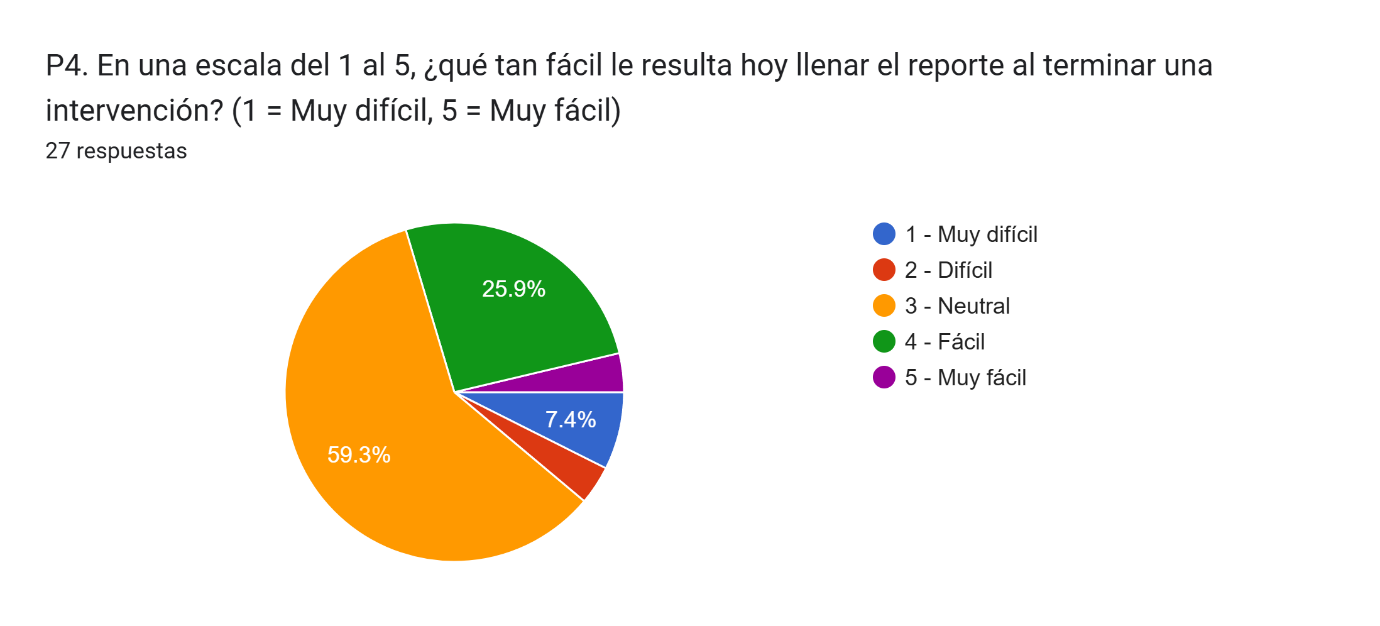 P4. En una escala del 1 al 5, ¿qué tan fácil le resulta hoy llenar el reporte al terminar una
intervención? (1 = Muy difícil, 5 = Muy fácil)
27 respuestas
25.9%
7.4%
59.3%
1 - Muy difícil
2 - Difícil
3 - Neutral
4 - Fácil
5 - Muy fácil